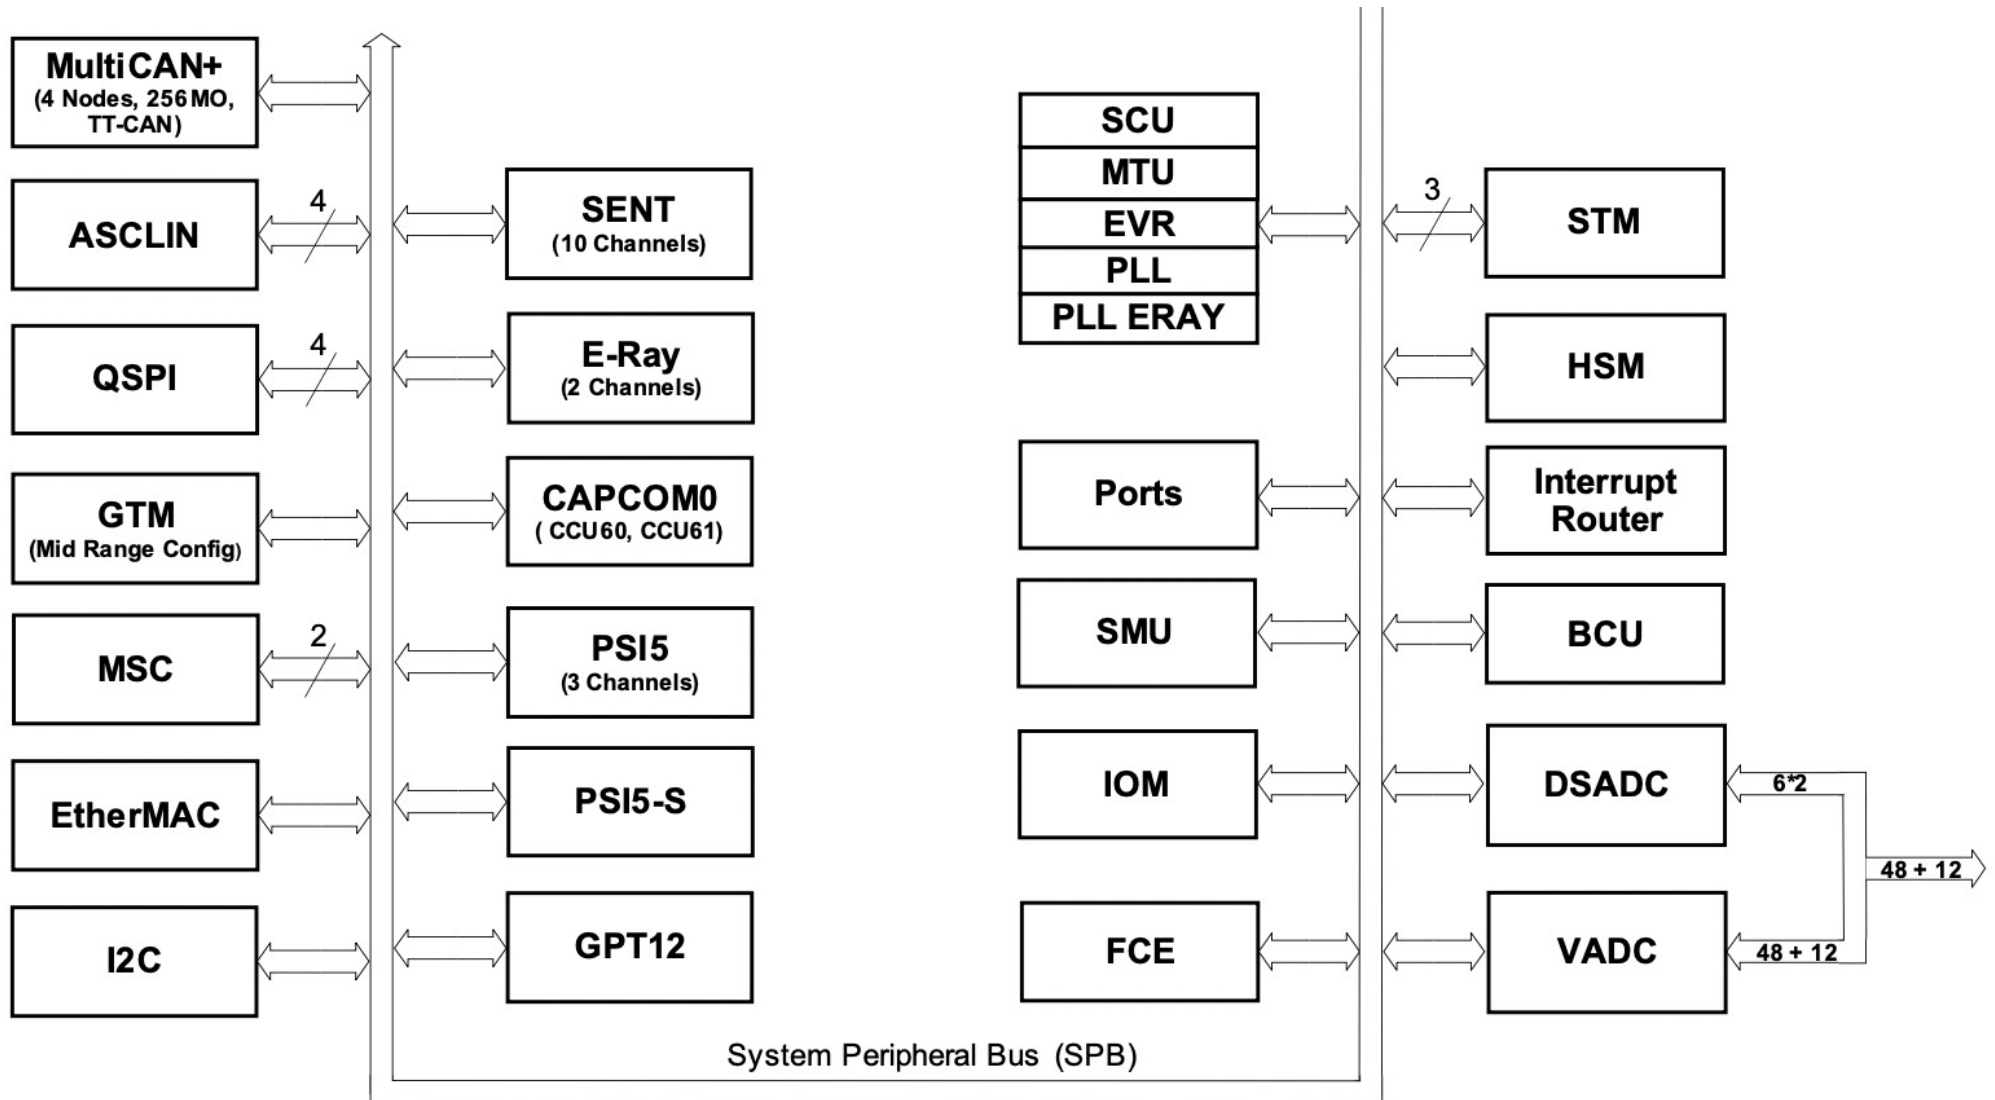 MultiCAN+
(4 Nodes, 256MO,
TT-CAN)
ASCLIN
4
QSPI
4
GTM
(Mid Range Config)
MSC
2
EtherMAC
I2C
SENT
(10 Channels)
E-Ray
(2 Channels)
CAPCOM0
( CCU60, CCU61)
PSI5
(3 Channels)
PSI5-S
GPT12
SCU
MTU
EVR
PLL
PLL ERAY
Ports
SMU
IOM
FCE
3
STM
HSM
Interrupt
Router
BCU
DSADC
6*2
VADC
48 + 12
48 + 12
System Peripheral Bus (SPB)